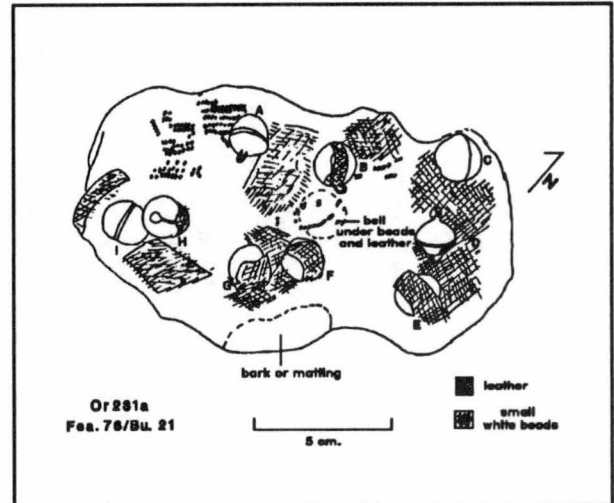 A
B
C
bell
under beads
and leather
I
H
G
F
E
bark or matting
Or 231a
Fea. 76/Bu. 21
5 cm.
leather
small
white beads
N